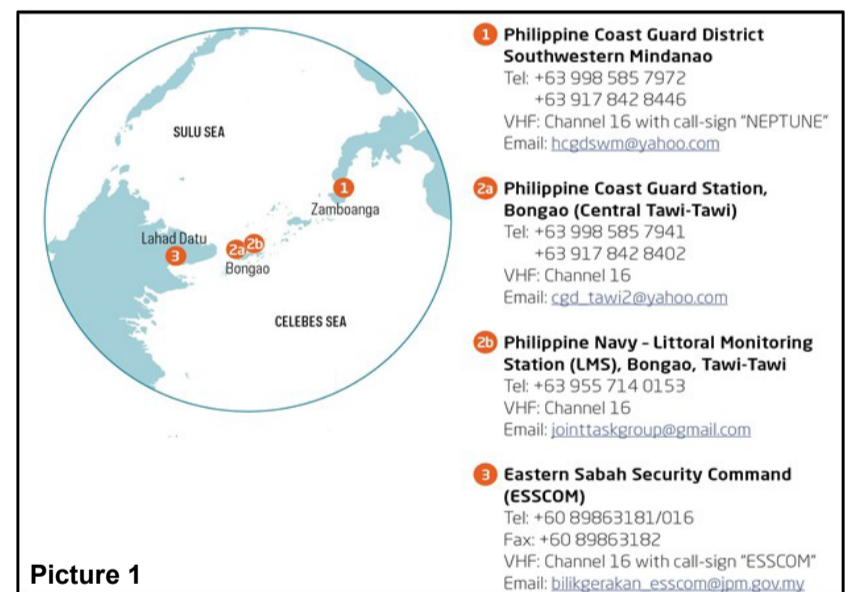 SULU SEA
1
Zamboanga
Lahad Datu
3
2a
2b
Bongao
CELEBES SEA
Picture 1
1 Philippine Coast Guard District
Southwestern Mindanao
Tel: +63 998 585 7972
+63 917 842 8446
VHF: Channel 16 with call-sign "NEPTUNE"
Email: hcgdswm@yahoo.com
2a Philippine Coast Guard Station,
Bongao (Central Tawi-Tawi)
Tel: +63 998 585 7941
+63 917 842 8402
VHF: Channel 16
Email: cgd_tawi2@yahoo.com
2b Philippine Navy – Littoral Monitoring
Station (LMS), Bongao, Tawi-Tawi
Tel: +63 955 714 0153
VHF: Channel 16
Email: jointtaskgroup@gmail.com
3 Eastern Sabah Security Command
(ESSCOM)
Tel: +60 89863181/016
Fax: +60 89863182
VHF: Channel 16 with call-sign "ESSCOM"
Email: bilikgerakan_esscom@jpm.gov.my